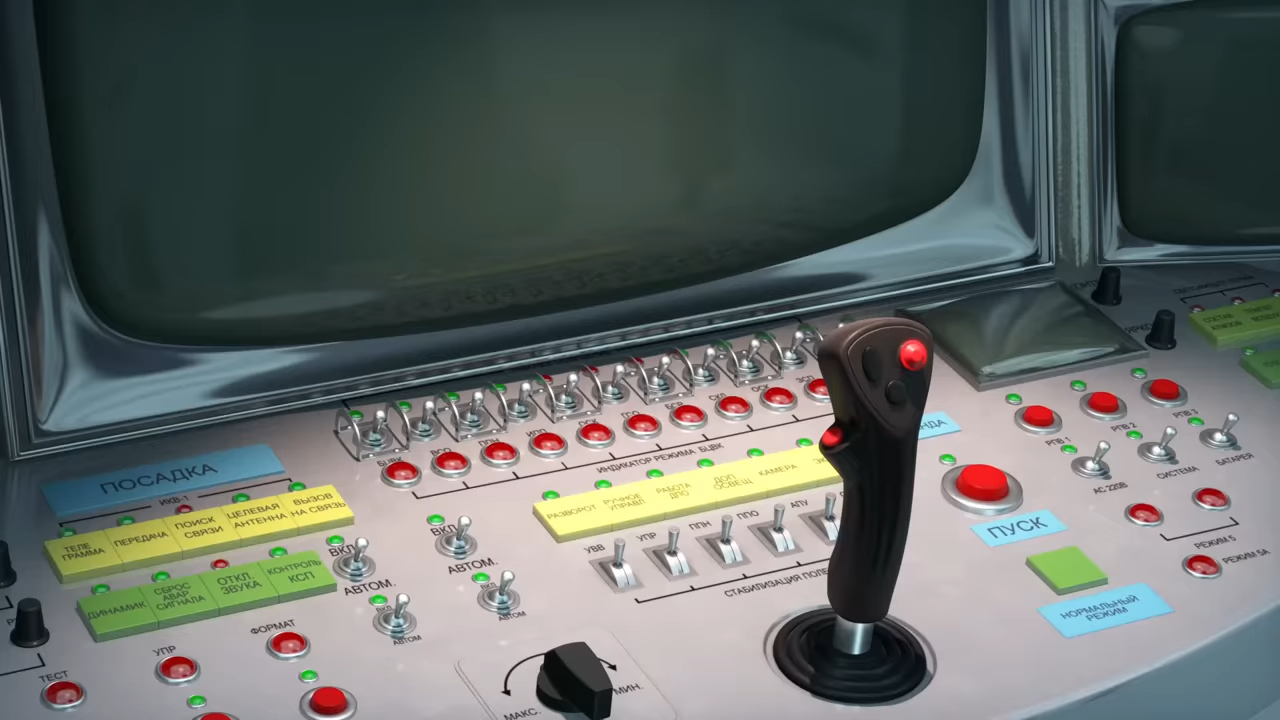 ПОСАДКА
ИКВ-1
ТЕЛЕ
ГРАММА
ПЕРЕДАЧА
ПОИСК
СВЯЗИ
ЦЕЛЕВАЯ
АНТЕННА
ВЫЗОВ
НА СВЯЗЬ
ДИНАМИК
СБРОС
АВАР
СИГНАЛА
ОТКЛ.
ЗВУКА
КОНТРОЛЬ
КСП
ВКЛ
АВТОМ.
ВКЛ
АВТОМ.
ВКЛ
АВТОМ
АВТОМ
ФОРМАТ
УПР
ТЕСТ
МАКС.
МИН.
ИНДИКАТОР РЕЖИМА БЦВК
РАЗВОРОТ
РУЧНОЕ
УПРАВЛ
РАБОТА
ДПО
ДОП
ОСВЕЩ
КАМЕРА
УВВ
УПР
ППН
ППО
АПУ
СТАБИЛИЗАЦИЯ
ПУСК
НОРМАЛЬНЫЙ
РЕЖИМ
РПВ 1
РПВ 2
РПВ 3
АС 220В
СИСТЕМА
БАТАРЕЯ
РЕЖИМ 5
РЕЖИМ 5А